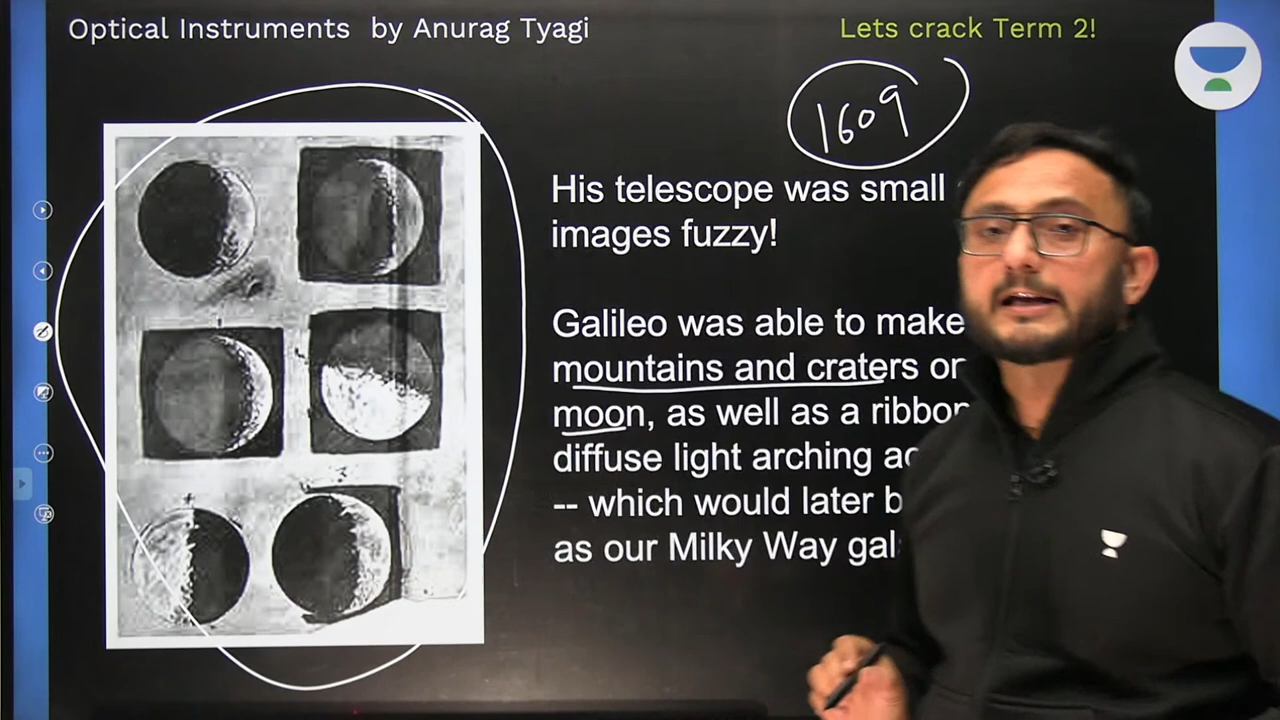 Optical Instruments by Anurag Tyagi
Lets crack Term 2!
1609
His telescope was small
images fuzzy!
Galileo was able to make
mountains and craters or
moon, as well as a ribbon
diffuse light arching ac
-- which would later b
as our Milky Way gal